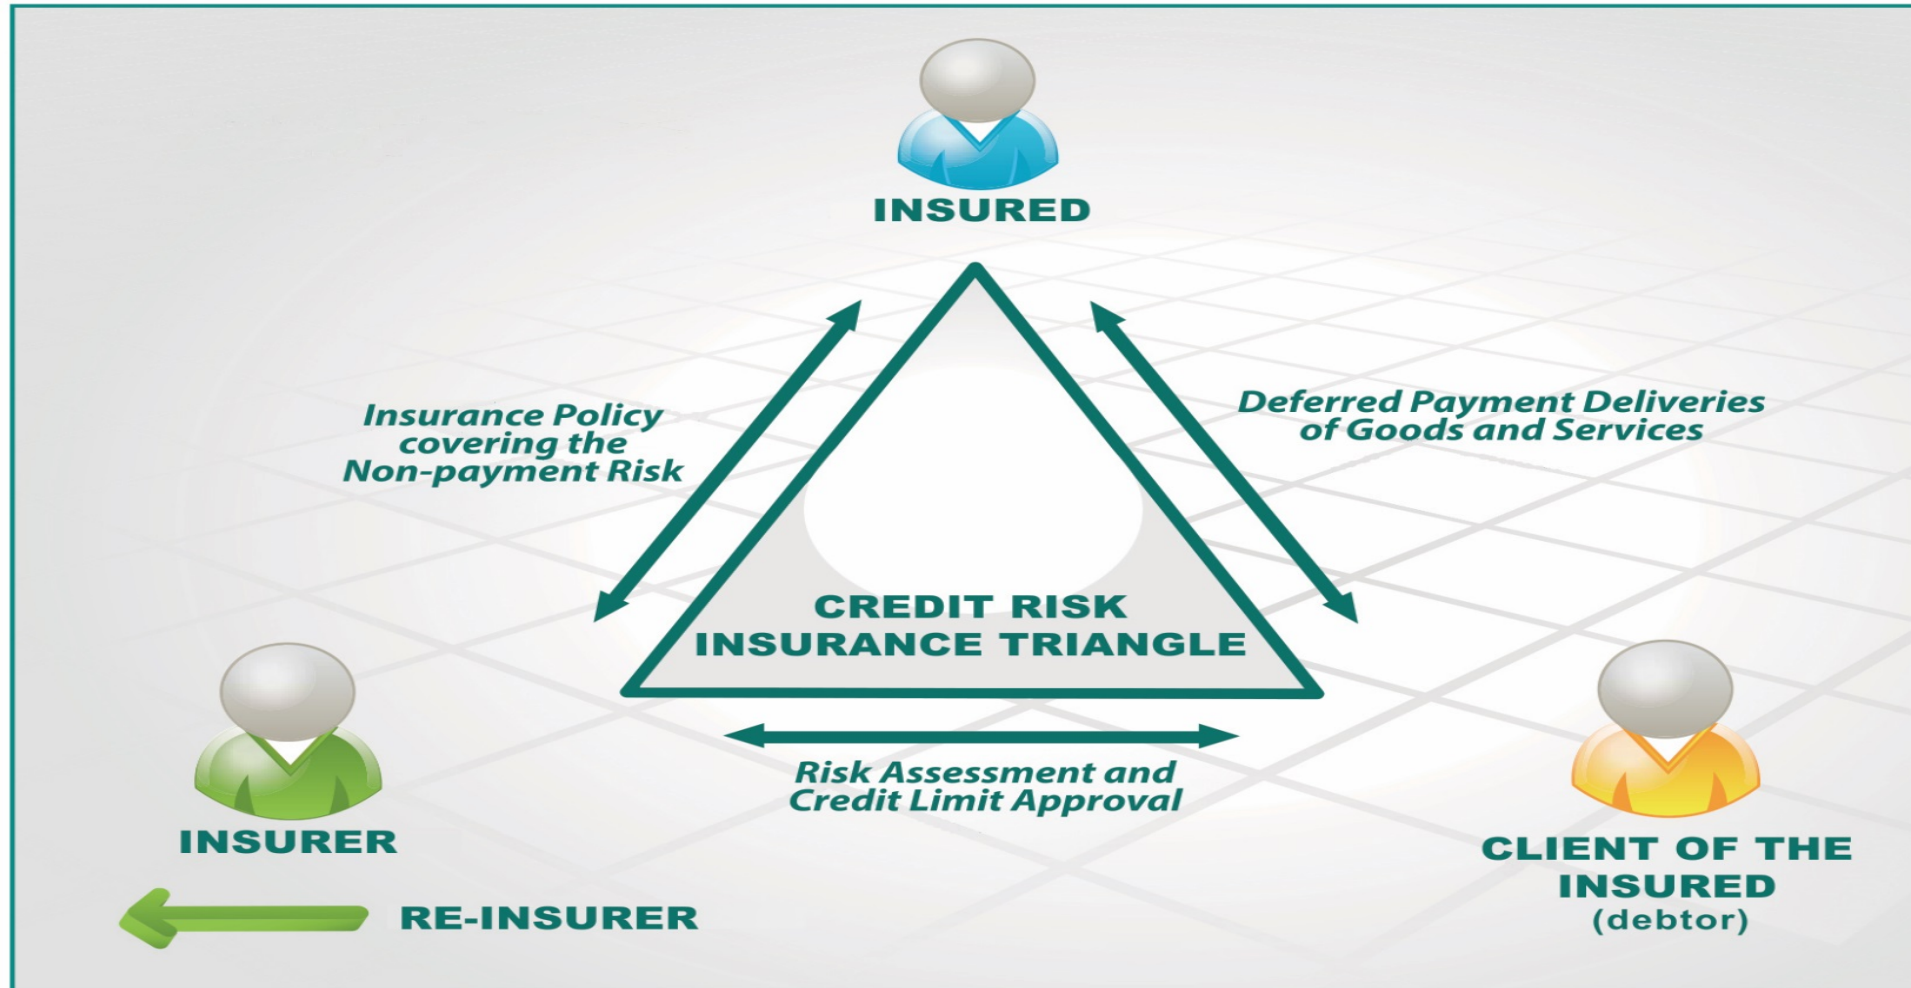 INSURED
Insurance Policy
covering the
Non-payment Risk
Deferred Payment Deliveries
of Goods and Services
CREDIT RISK
INSURANCE TRIANGLE
Risk Assessment and
Credit Limit Approval
INSURER
CLIENT OF THE
INSURED
(debtor)
RE-INSURER